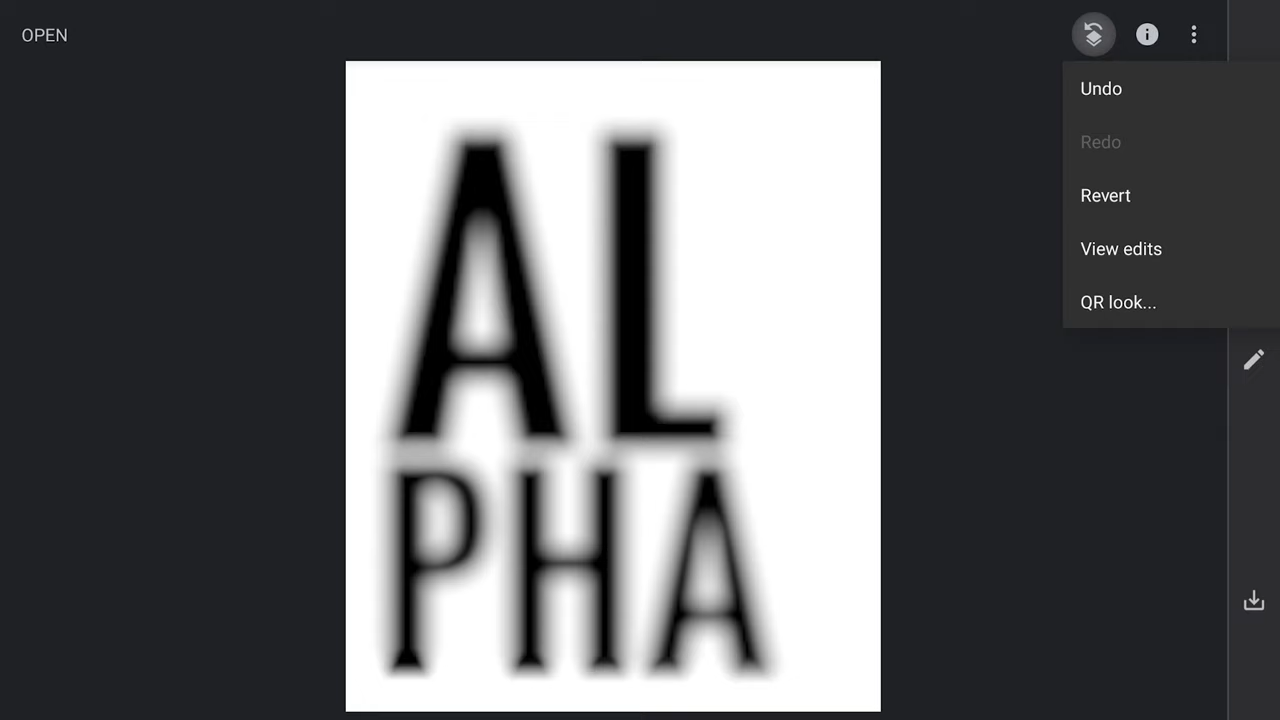 OPEN
Undo
Redo
Revert
View edits
QR look...
AL
PHA